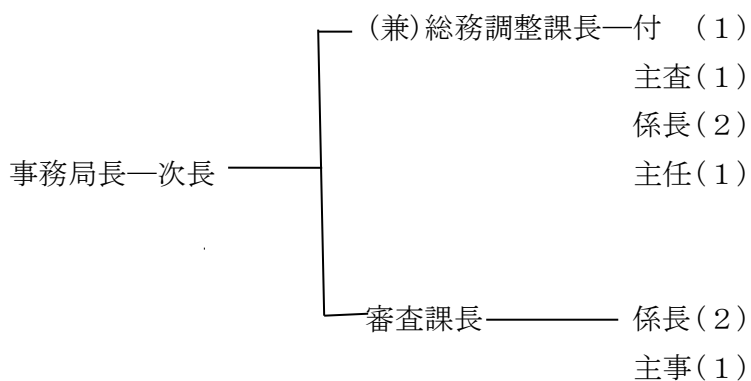 (兼)総務調整課長―付 (1)
主査(1)
係長(2)
事務局長―次長
主任(1)
審査課長
係長(2)
主事(1)